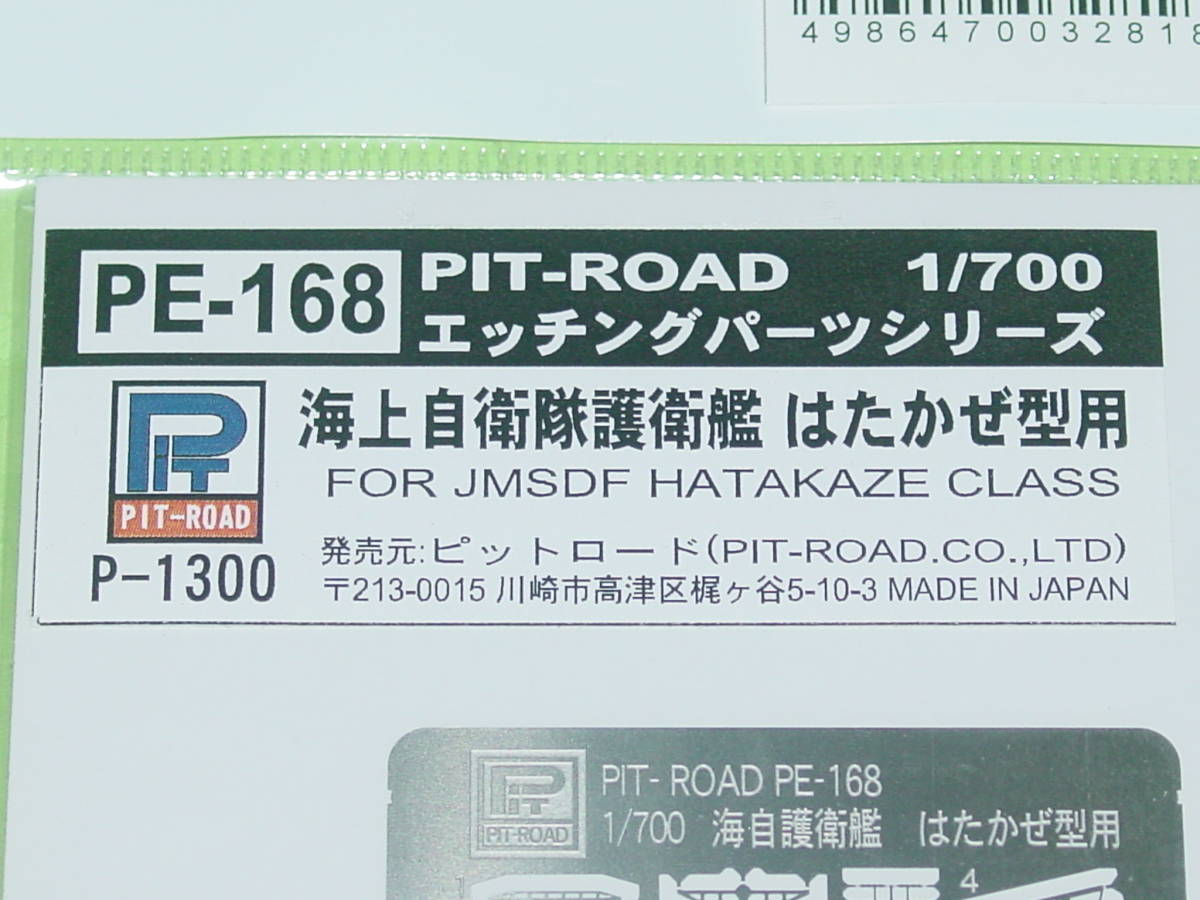 4986470032818
PE-168
PIT-ROAD 1/700
エッチングパーツシリーズ
PIT
PIT-ROAD
P-1300
海上自衛隊護衛艦 はたかぜ型用
FOR JMSDF HATAKAZE CLASS
発売元:ピットロード(PIT-ROAD.CO.,LTD)
〒213-0015 川崎市高津区梶ヶ谷5-10-3 MADE IN JAPAN
PIT
PIT-ROAD
PIT- ROAD PE-168
1/700 海自護衛艦 はたかぜ型用
1
4